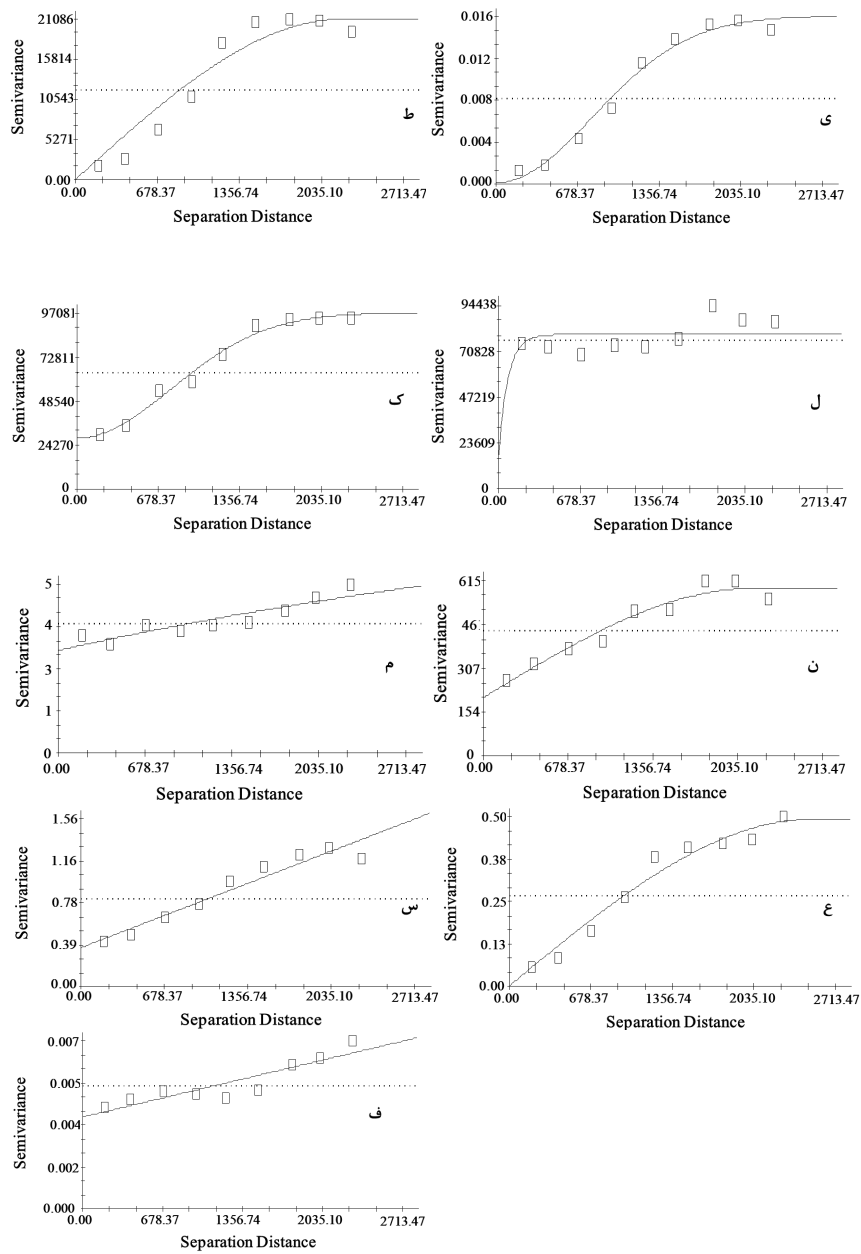 21086
15814
10543
5271
0.00
Semivariance
ط
0.00 678.37 1356.74 2035.10 2713.47
Separation Distance
0.016
0.012
0.008
0.004
0.000
Semivariance
ی
0.00 678.37 1356.74 2035.10 2713.47
Separation Distance
97081
72811
48540
24270
0
Semivariance
ک
0.00 678.37 1356.74 2035.10 2713.47
Separation Distance
94438
70828
47219
23609
0
Semivariance
ل
0.00 678.37 1356.74 2035.10 2713.47
Separation Distance
5
4
3
1
0
Semivariance
م
0.00 678.37 1356.74 2035.10 2713.47
Separation Distance
615
46
307
154
0
Semivariance
ن
0.00 678.37 1356.74 2035.10 2713.47
Separation Distance
1.56
1.16
0.78
0.39
0.00
Semivariance
س
0.00 678.37 1356.74 2035.10 2713.47
Separation Distance
0.50
0.38
0.25
0.13
0.00
Semivariance
ع
0.00 678.37 1356.74 2035.10 2713.47
Separation Distance
0.007
0.005
0.004
0.002
0.000
Semivariance
ف
0.00 678.37 1356.74 2035.10 2713.47
Separation Distance